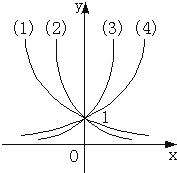 y
(1) (2) (3) (4)
1
0 x